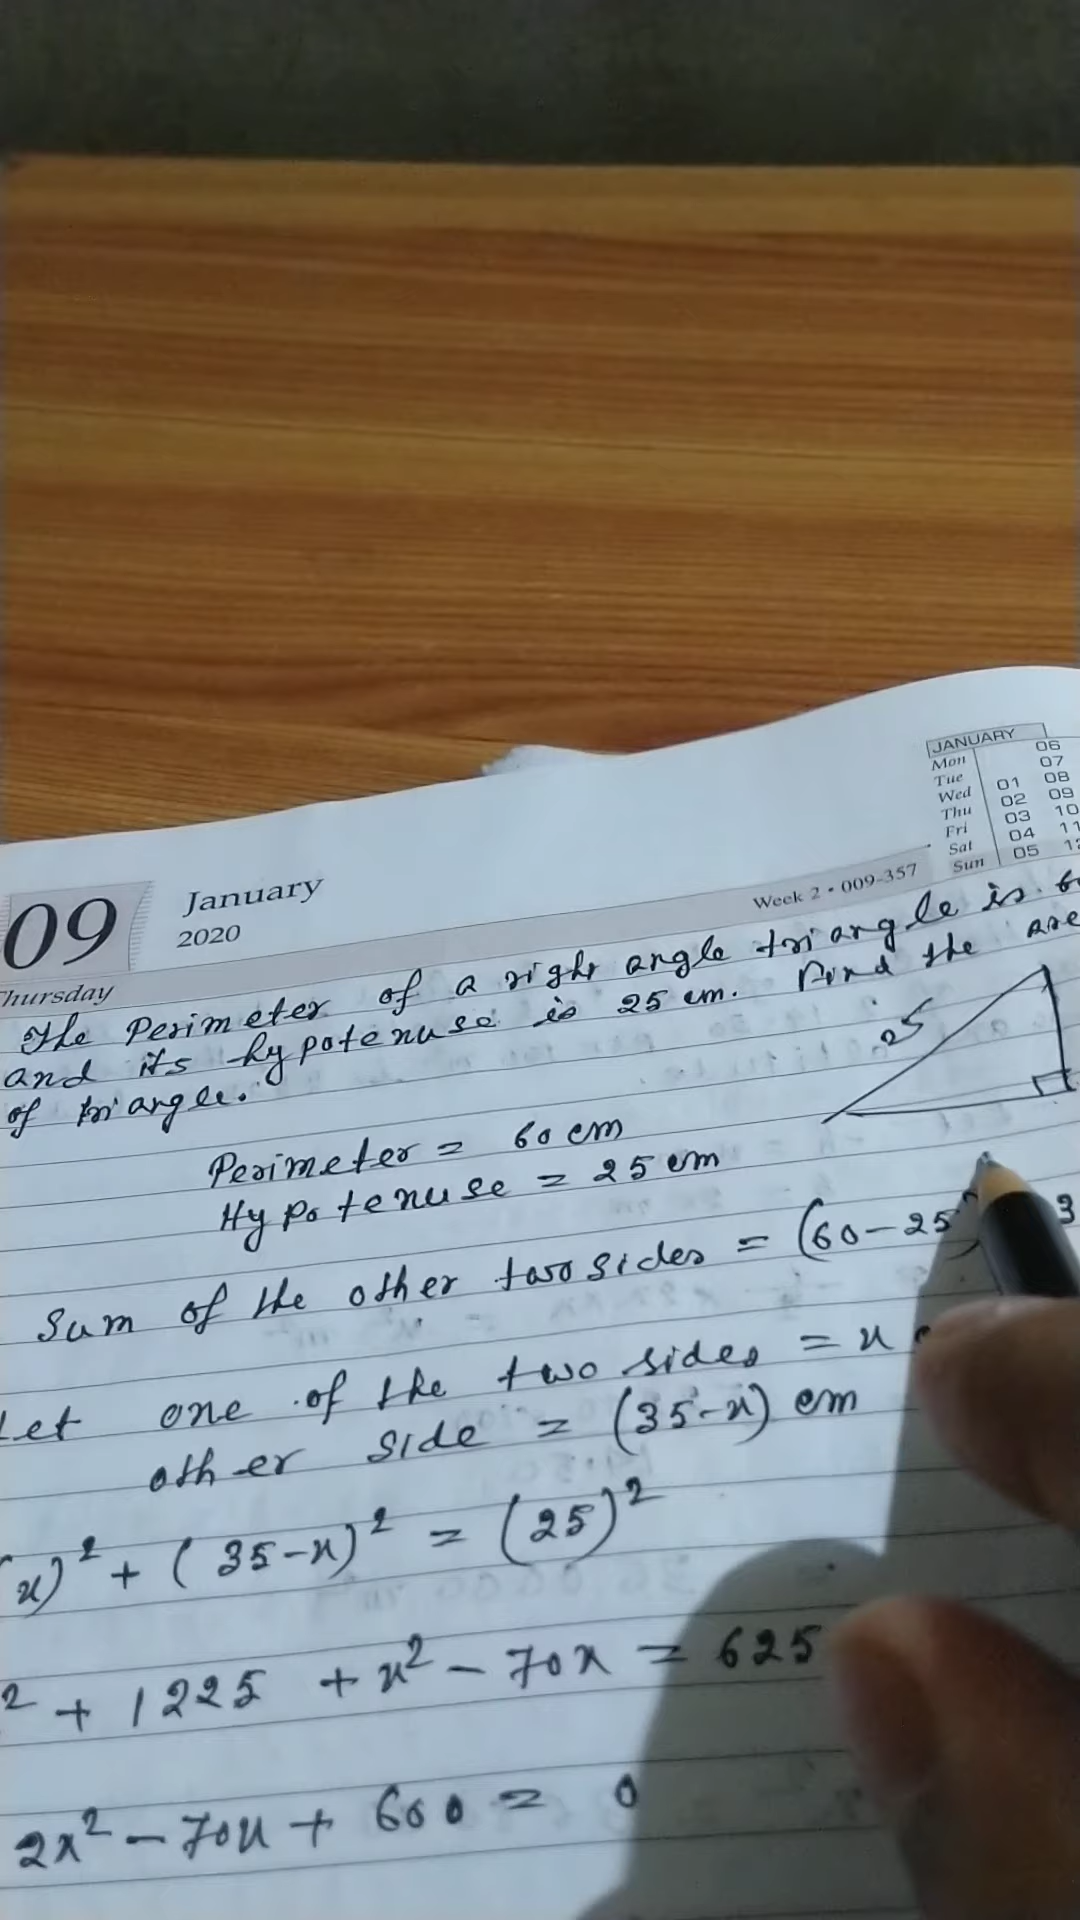 JANUARY
Mon 06
Tue 07
Wed 01 08
Thu 02 09
Fri 03 10
Sat 04 11
Sun 05 12
09
January
2020
Week 2 • 009-357
Thursday
The Perimeter of a right angle triangle is
and its hypotenuse is 25 cm. Find the
of triangle.
25
Perimeter = 60 cm
Hypotenuse = 25 cm
Sum of the other two sides = (60-25) 3
Let one of the two sides = x
other side = (35-x) cm
x)² + (35-x)² = (25)²
² + 1225 + x² - 70x = 625
2x² - 70x + 600 = 0